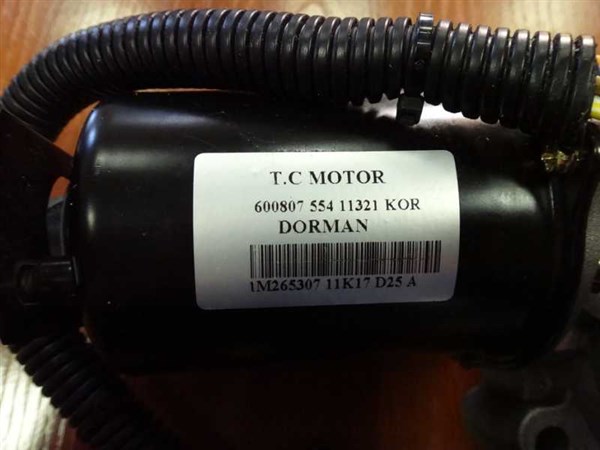 T.C MOTOR
600807 554 11321 KOR
DORMAN
1M265307 11K17 D25 A